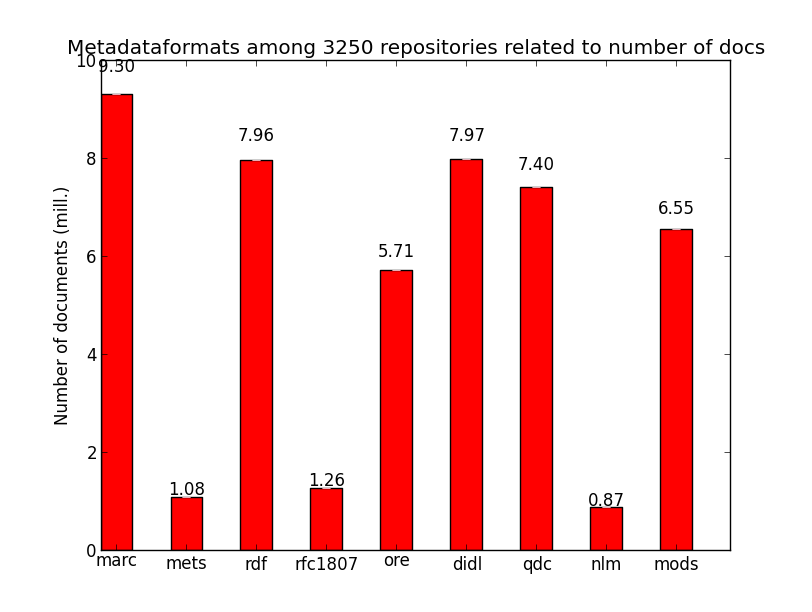 Metadataformats among 3250 repositories related to number of docs
Number of documents (mill.)
10
8
6
4
2
0
9.30
1.08
7.96
1.26
5.71
7.97
7.40
0.87
6.55
marc
mets
rdf
rfc1807
ore
didl
qdc
nlm
mods